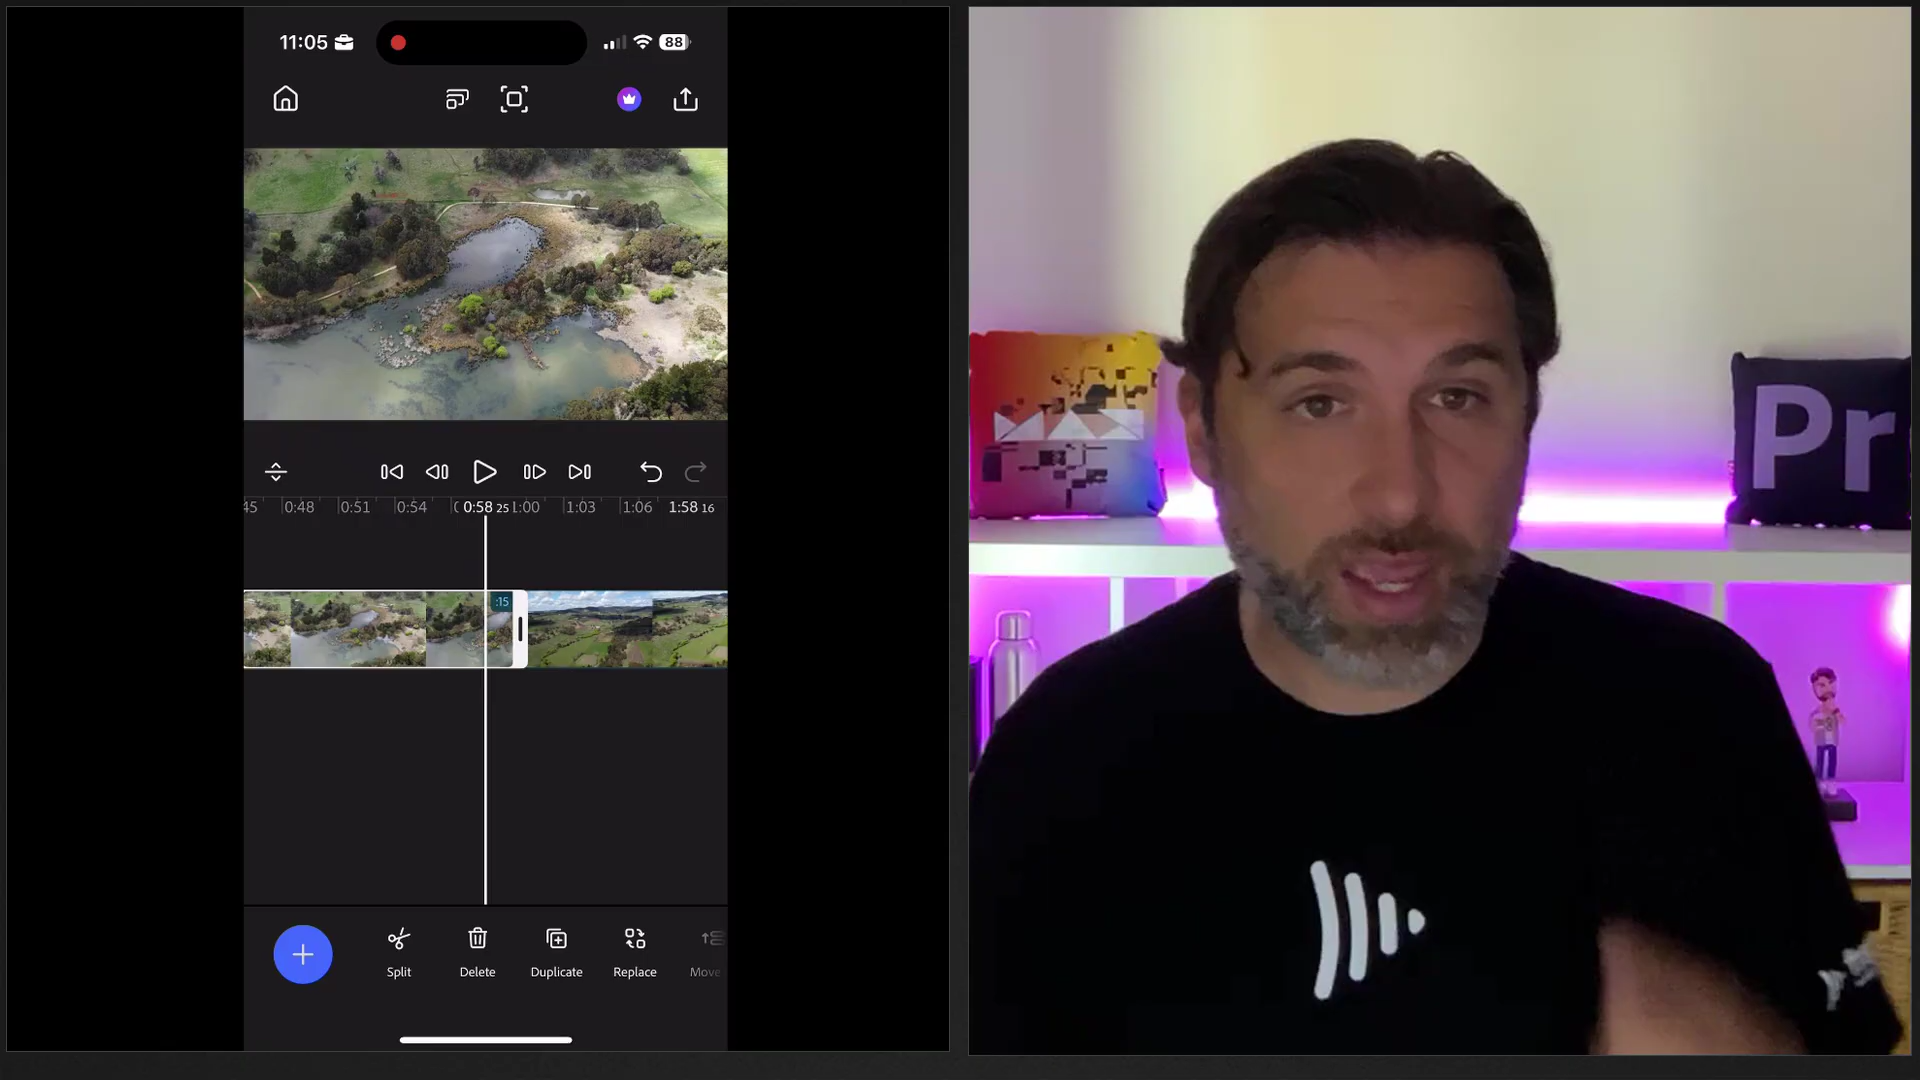 11:05
88
45 0:48 0:51 0:54 0:58 25 1:00 1:03 1:06 1:58 16
:15
Split Delete Duplicate Replace Move
MAX
Pr